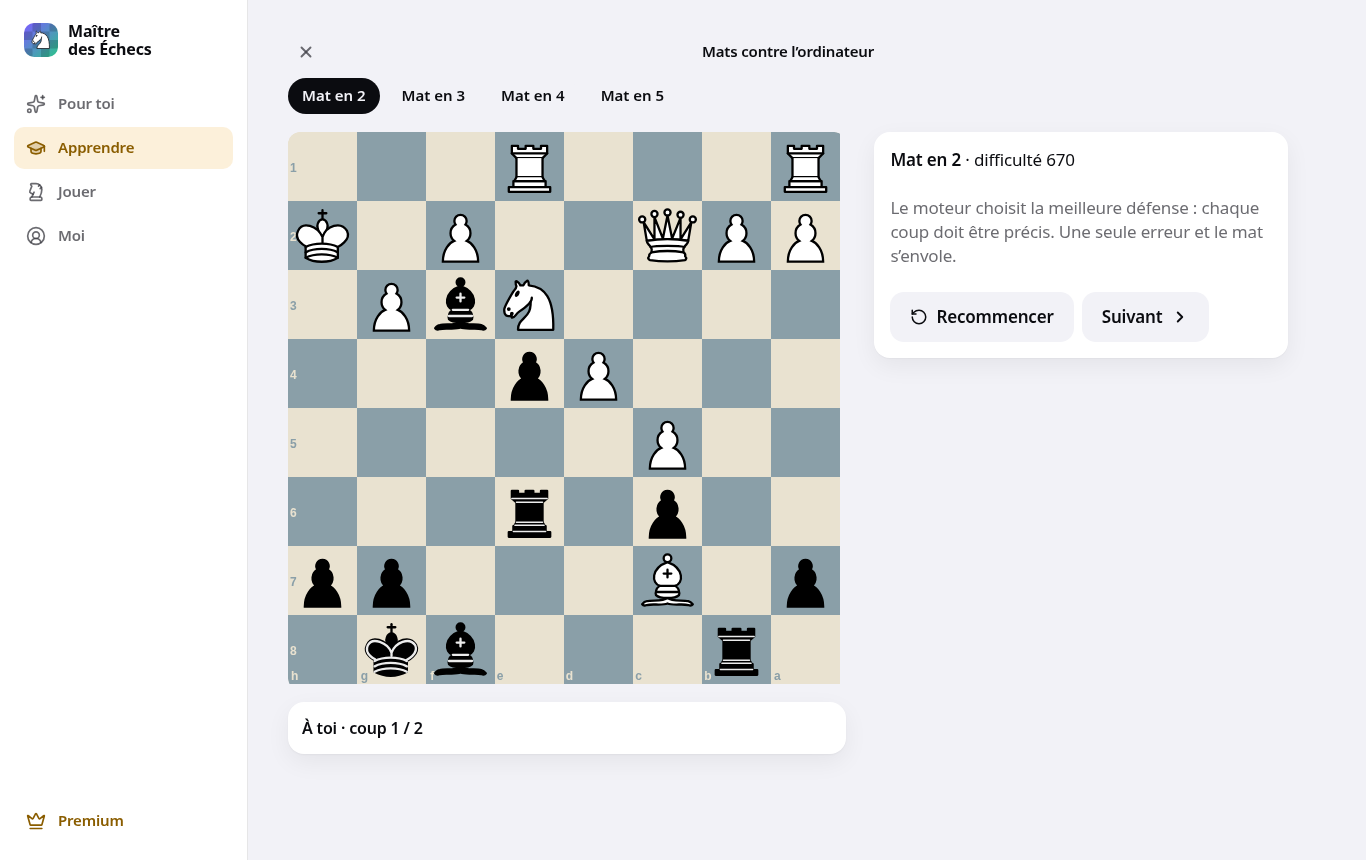 Maître
des Échecs
Pour toi
Apprendre
Jouer
Moi
Premium
Mats contre l’ordinateur
Mat en 2
Mat en 3
Mat en 4
Mat en 5
1
2
3
4
5
6
7
8
h
g
f
e
d
c
b
a
À toi · coup 1 / 2
Mat en 2 · difficulté 670
Le moteur choisit la meilleure défense : chaque
coup doit être précis. Une seule erreur et le mat
s’envole.
Recommencer
Suivant